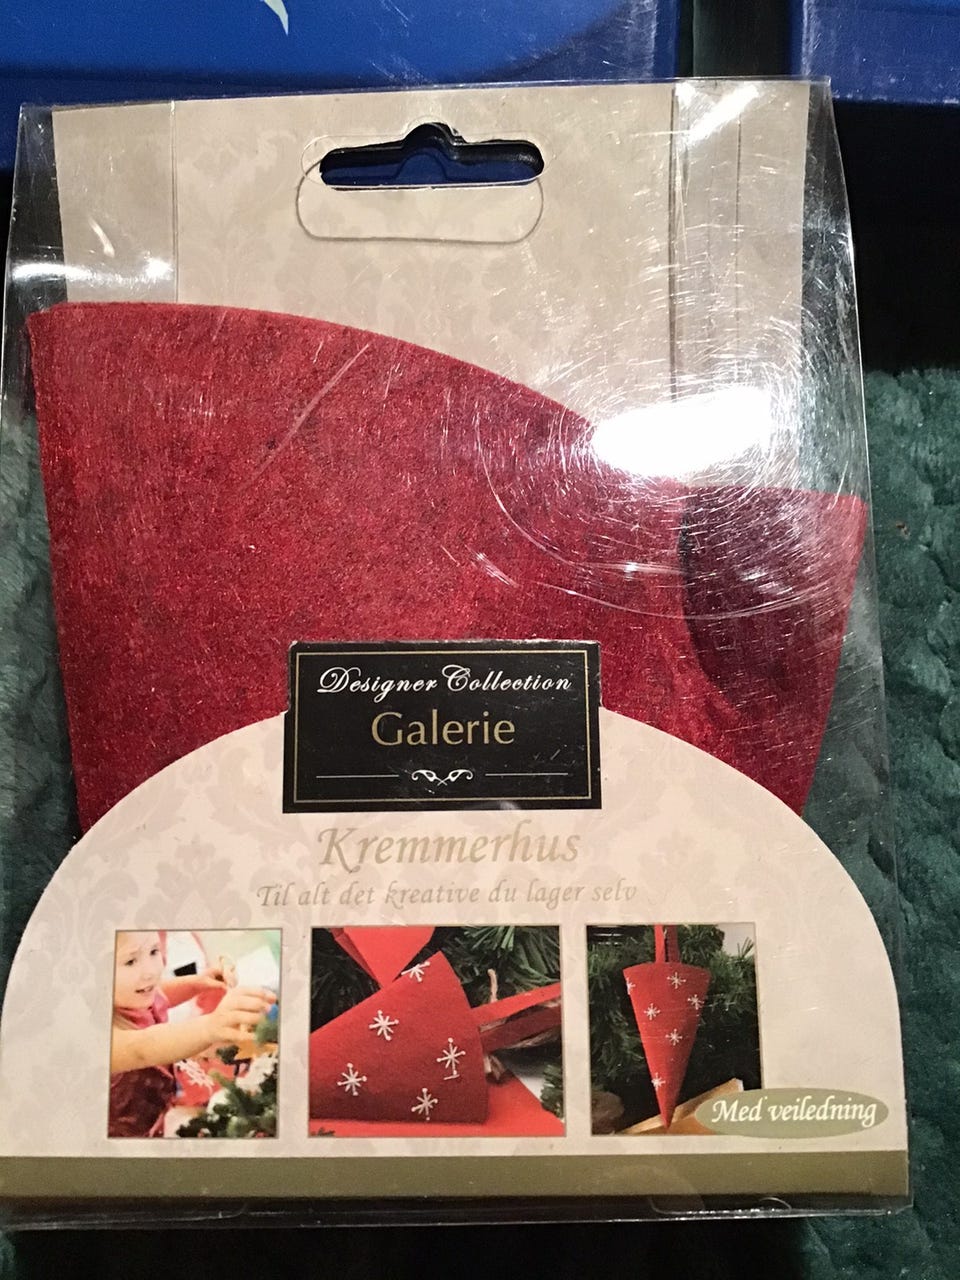 Designer Collection
Galerie
Kremmerhus
Til alt det kreative du lager selv
Med veiledning